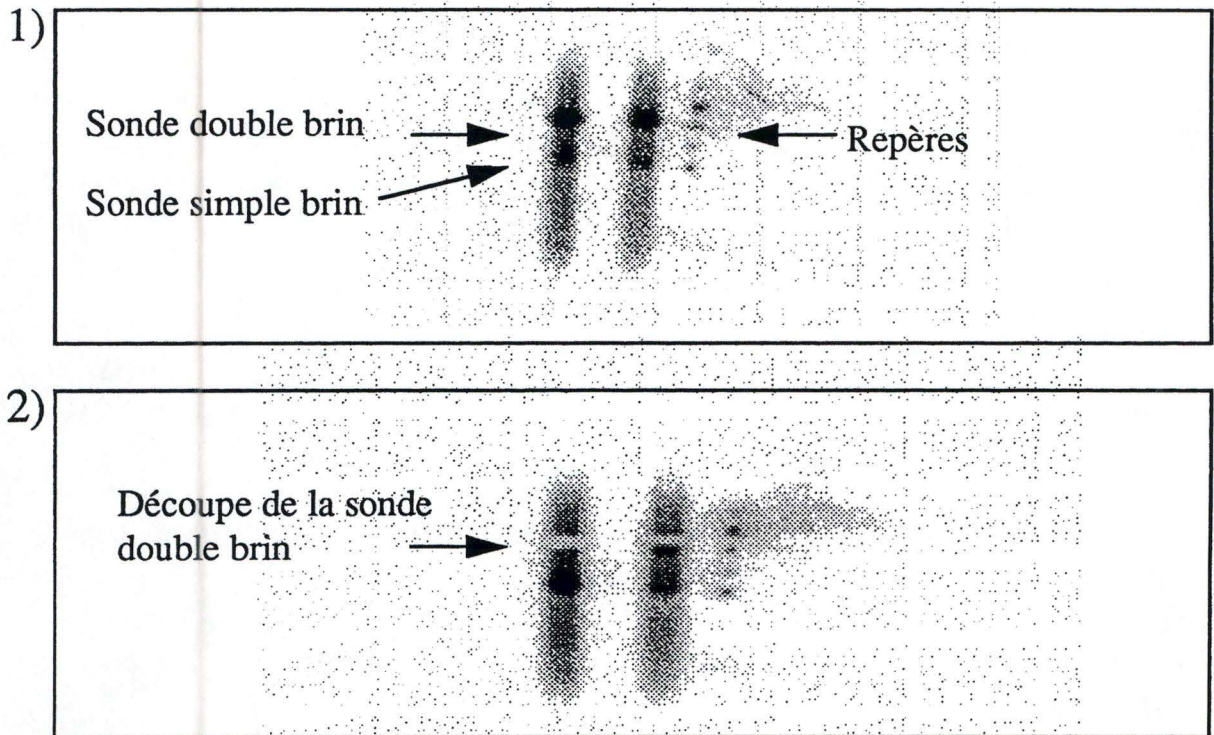 1)
Sonde double brin
Repères
Sonde simple brin
2)
Découpe de la sonde
double brin